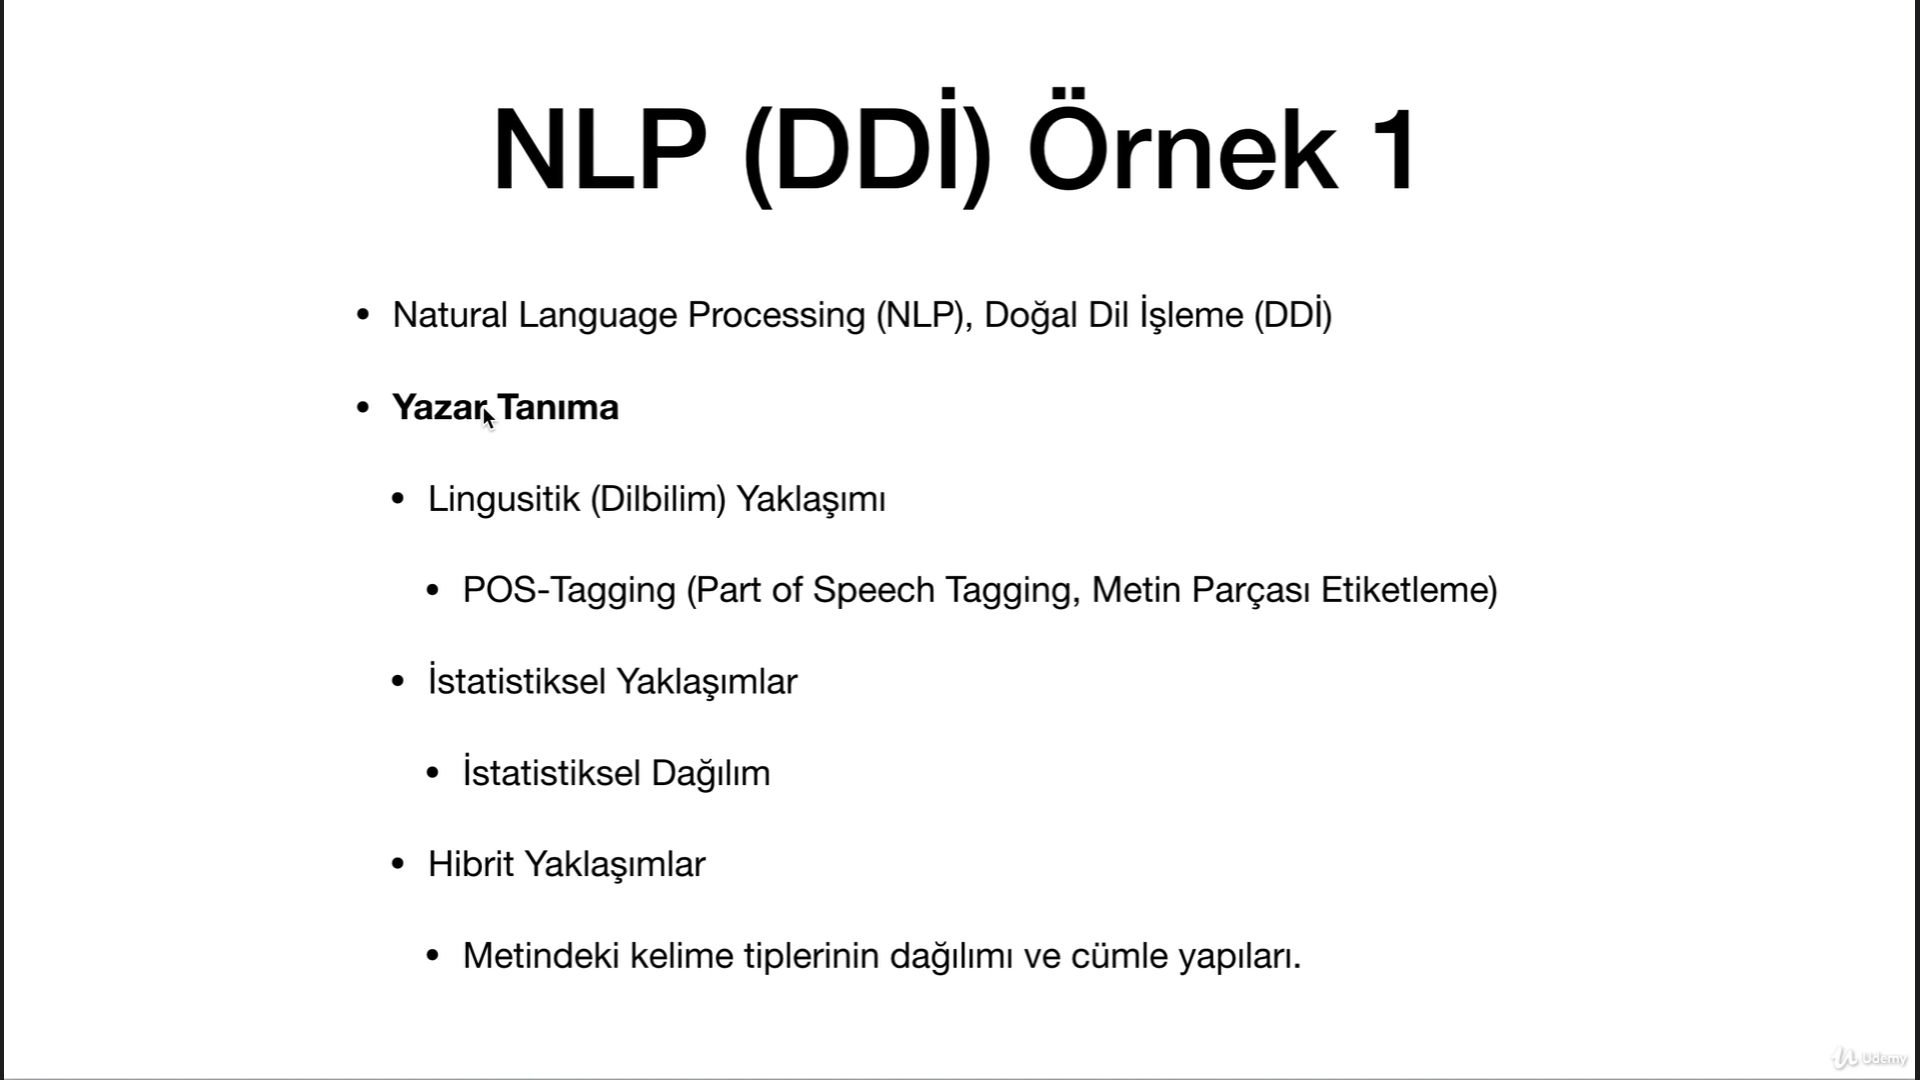 NLP (DDİ) Örnek 1
• Natural Language Processing (NLP), Doğal Dil İşleme (DDİ)
• Yazar Tanıma
• Lingusitik (Dilbilim) Yaklaşımı
• POS-Tagging (Part of Speech Tagging, Metin Parçası Etiketleme)
• İstatistiksel Yaklaşımlar
• İstatistiksel Dağılım
• Hibrit Yaklaşımlar
• Metindeki kelime tiplerinin dağılımı ve cümle yapıları.
Udemy